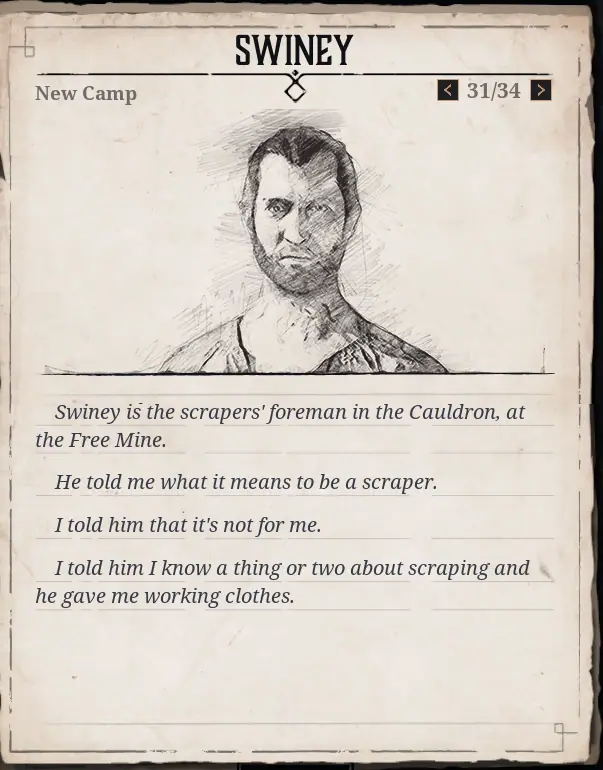 SWINEY
New Camp
< 31/34 >
Swiney is the scrapers' foreman in the Cauldron, at
the Free Mine.
He told me what it means to be a scraper.
I told him that it's not for me.
I told him I know a thing or two about scraping and
he gave me working clothes.